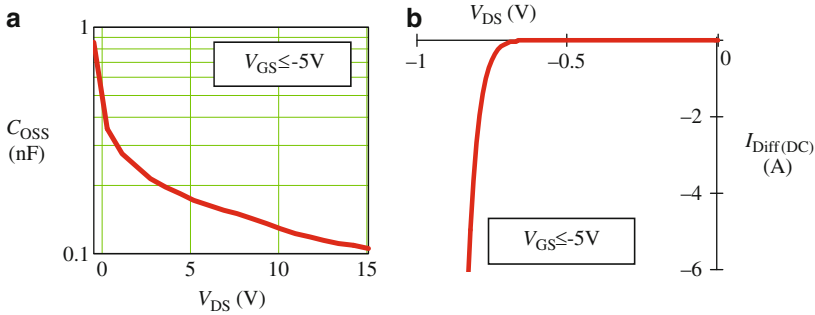 a
1
V_GS≤-5V
C_OSS
(nF)
0.1
0 5 10 15
V_DS (V)
b
V_DS (V)
–1 –0.5 0
–2
I_Diff(DC)
(A)
–4
V_GS≤-5V
–6